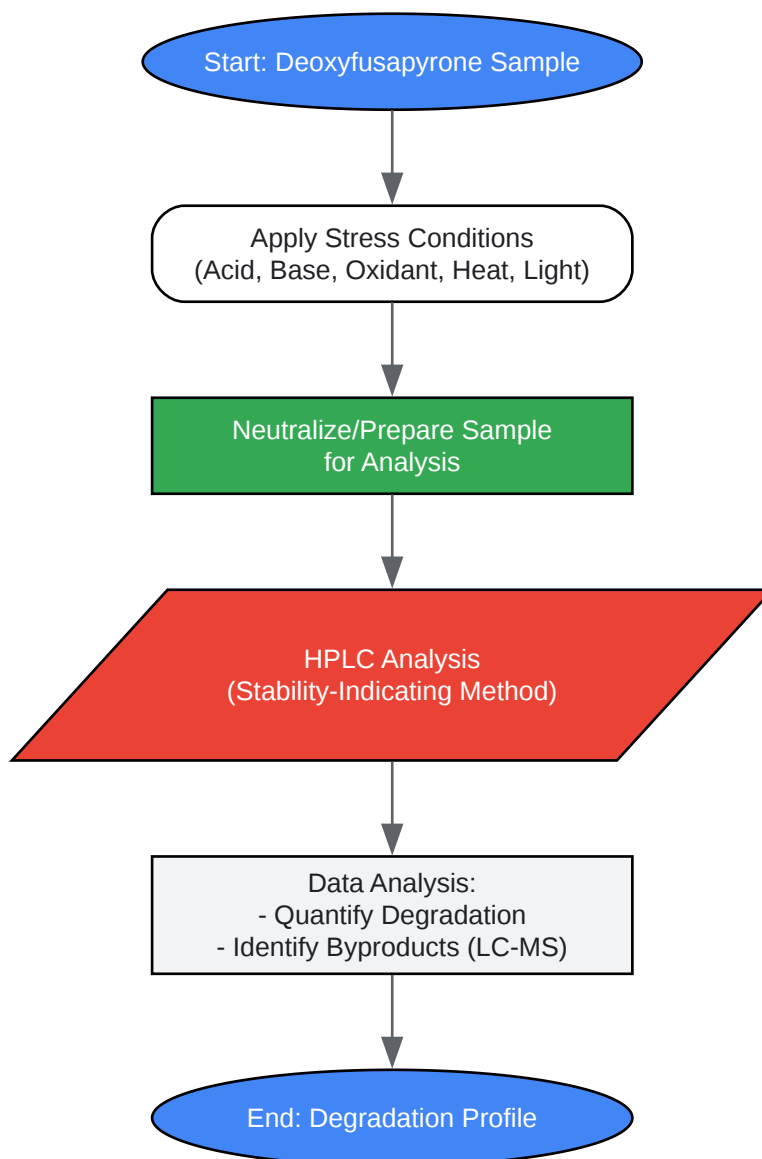 Start: Deoxyfusapyrone Sample
Apply Stress Conditions
(Acid, Base, Oxidant, Heat, Light)
Neutralize/Prepare Sample
for Analysis
HPLC Analysis
(Stability-Indicating Method)
Data Analysis:
- Quantify Degradation
- Identify Byproducts (LC-MS)
End: Degradation Profile